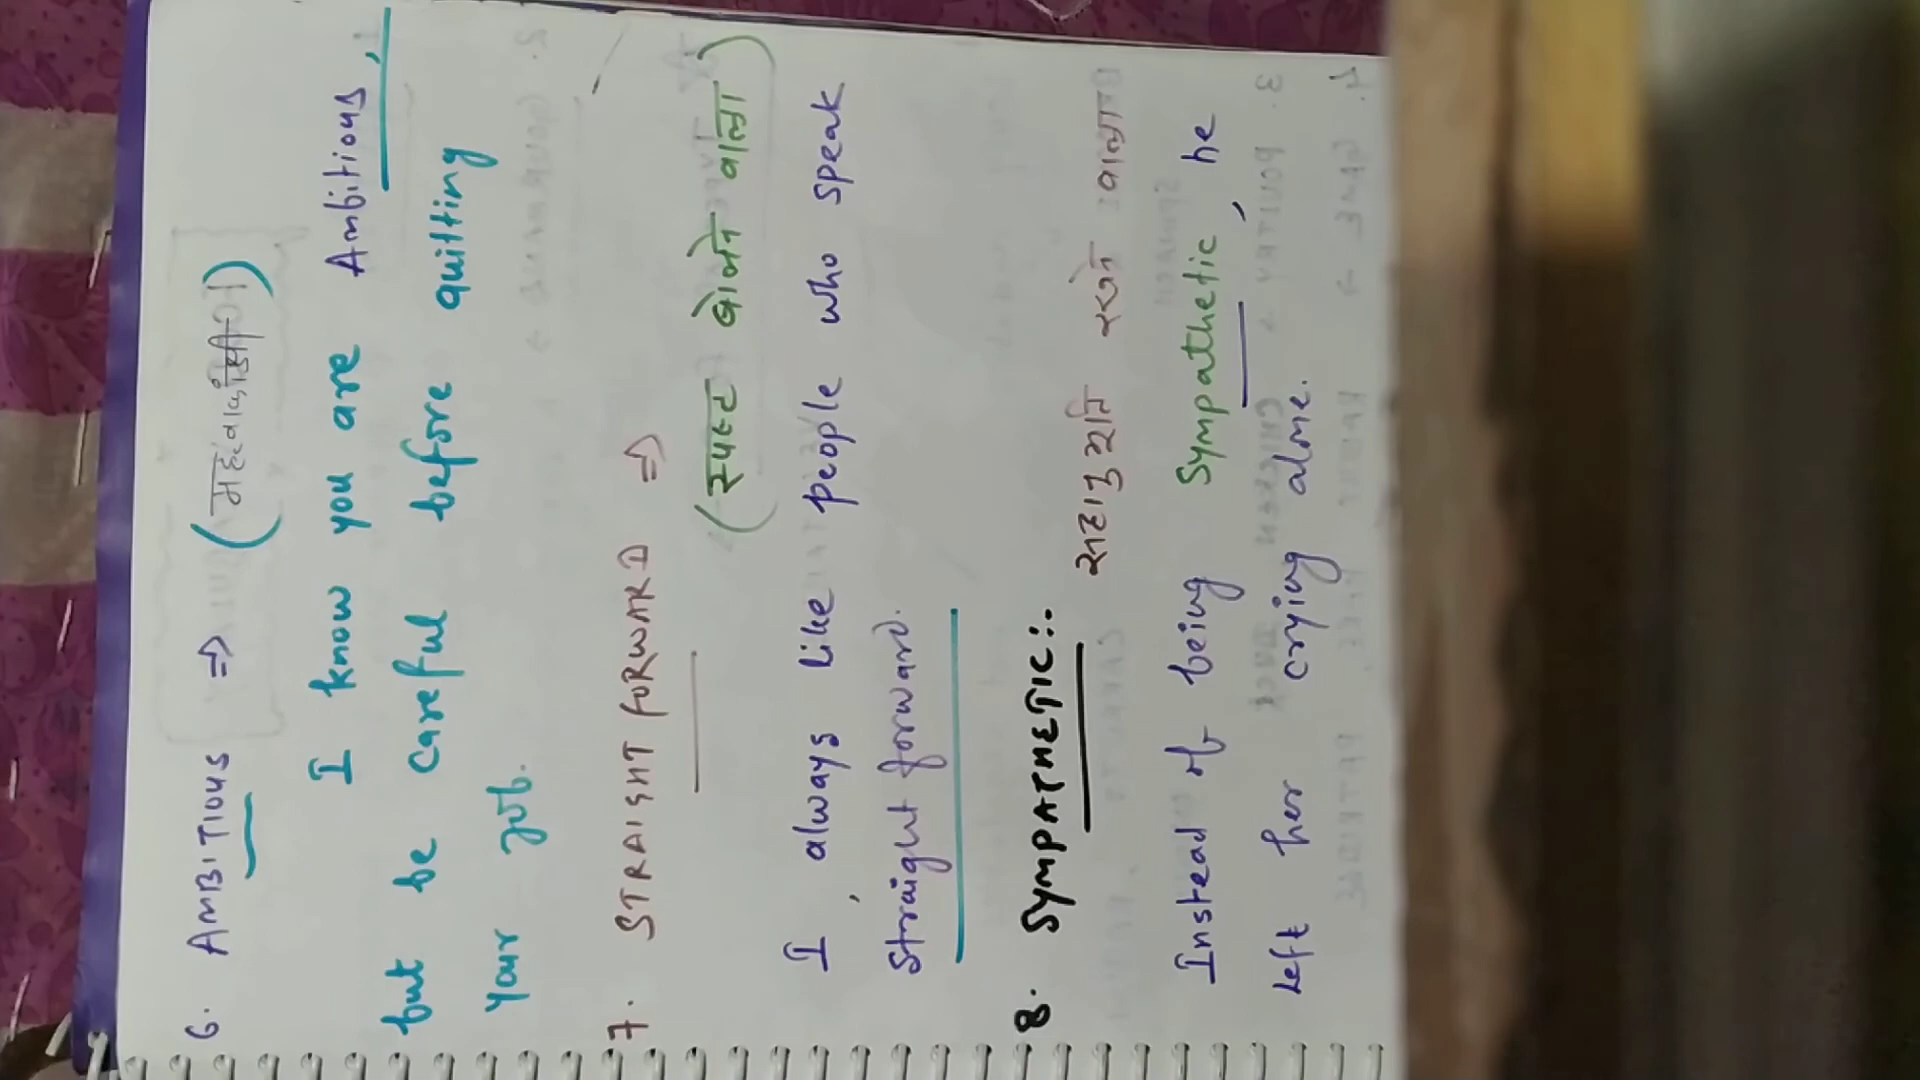 6. AMBITIOUS ⇒ (महत्वाकांक्षी)
I know you are Ambitious,
but be careful before quitting
your job.
7. STRAIGHT FORWARD ⇒
(स्पष्ट बोलने वाला)
I, always like people who speak
straight forward.
8. SYMPATHETIC:. सहानुभूति रखने वाला
Instead of being Sympathetic, he
Left her crying alone.